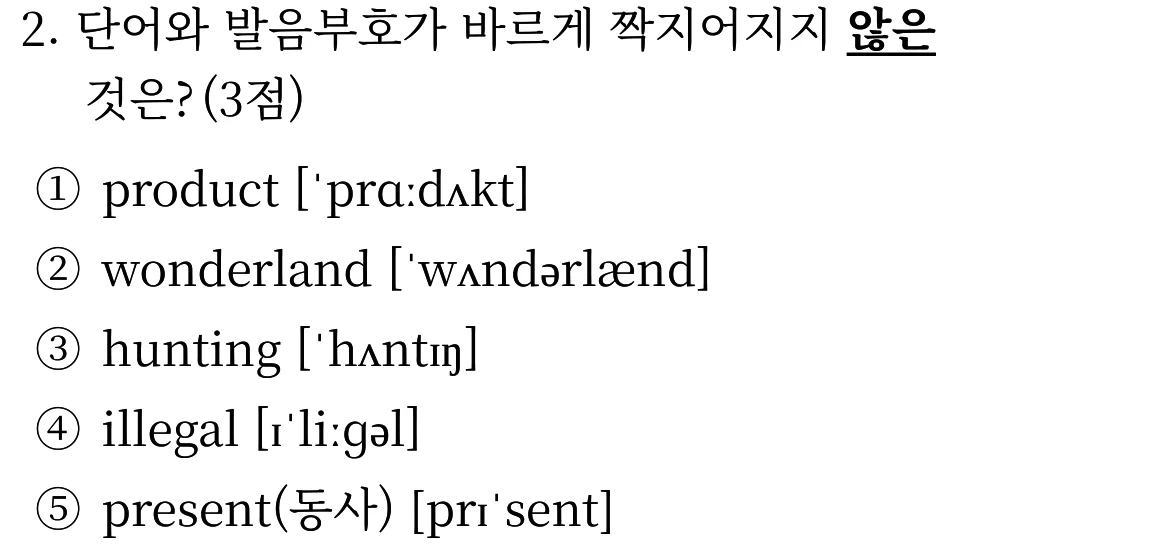 2. 단어와 발음부호가 바르게 짝지어지지 않은
것은?(3점)
① product [ˈprɑːdʌkt]
② wonderland [ˈwʌndərlænd]
③ hunting [ˈhʌntɪŋ]
④ illegal [ɪˈliːɡəl]
⑤ present(동사) [prɪˈsent]